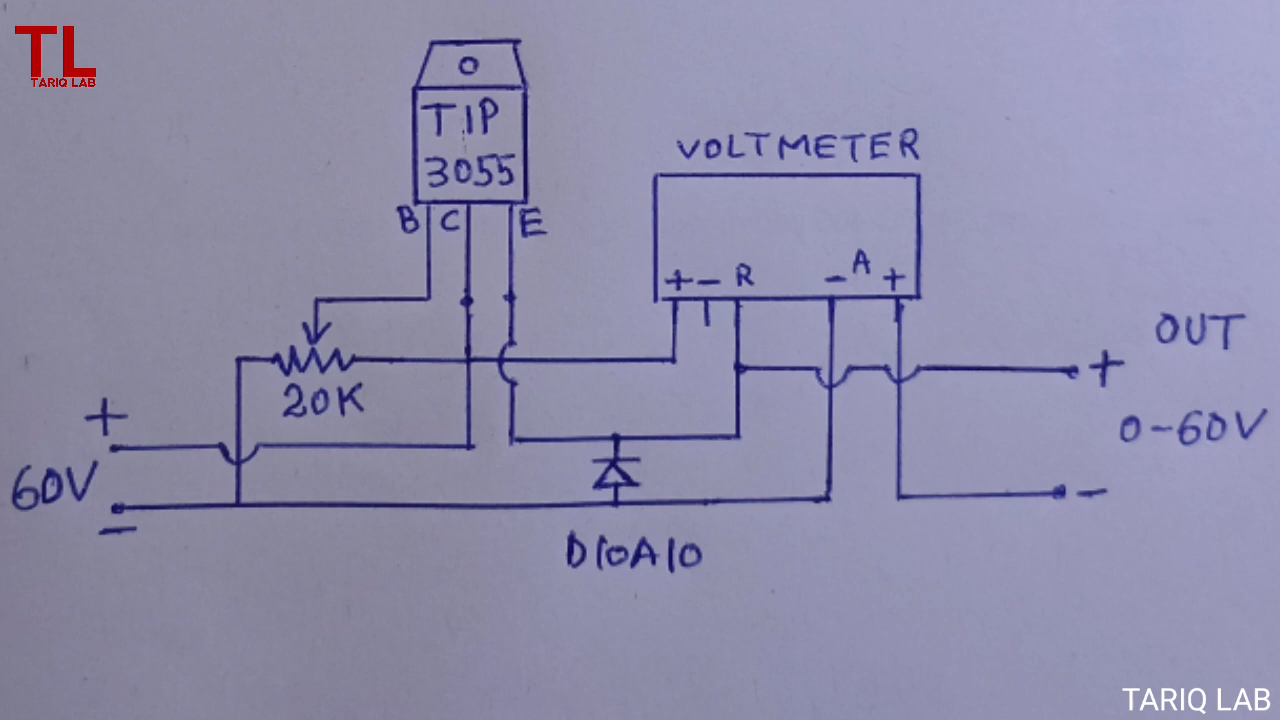 TL
TARIQ LAB
TIP
3055
B C E
VOLTMETER
+ - R - A +
20K
+
60V
-
OUT
+
0-60V
-
D10A10
TARIQ LAB